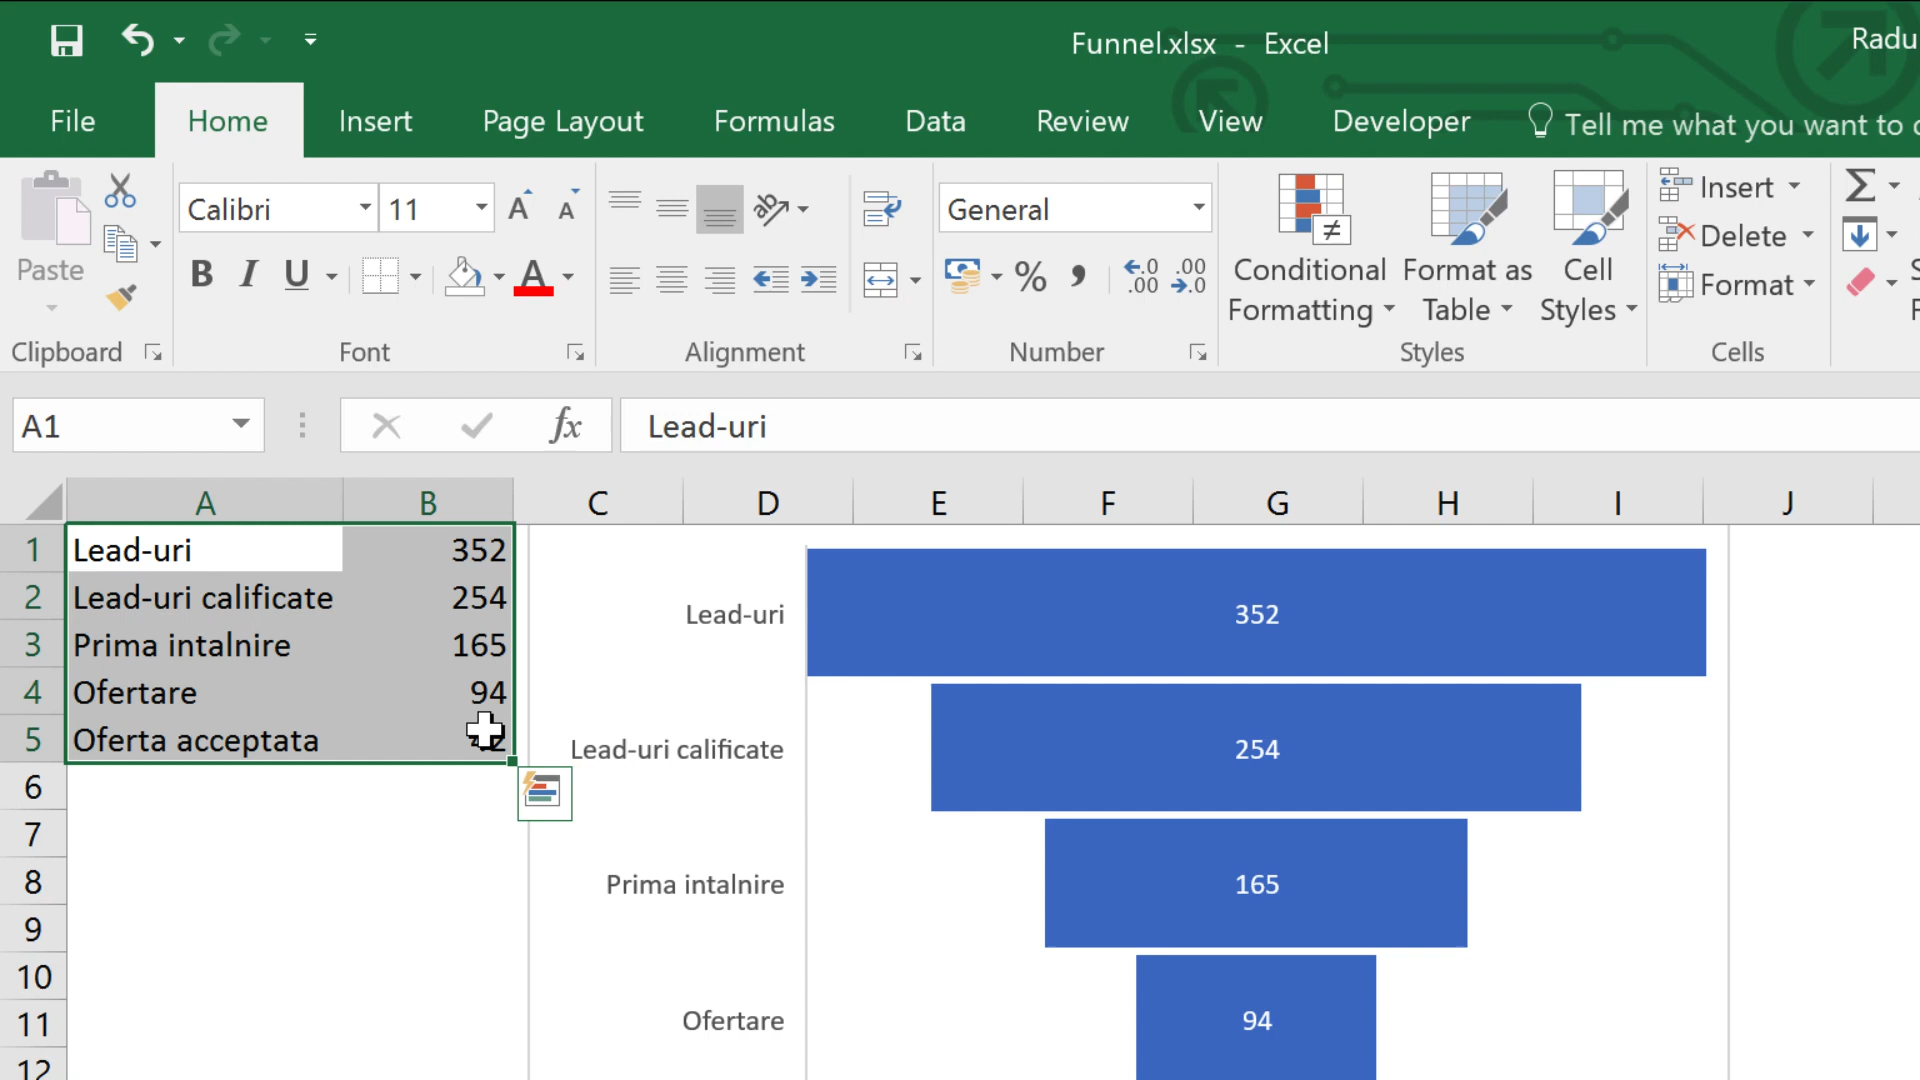 Funnel.xlsx - Excel
Radu
File Home Insert Page Layout Formulas Data Review View Developer Tell me what you want to
Paste
Calibri 11
General
Conditional Formatting
Format as Table
Cell Styles
Insert
Delete
Format
Clipboard Font Alignment Number Styles Cells
A1 fx Lead-uri
A B C D E F G H I J
1 Lead-uri 352
2 Lead-uri calificate 254
3 Prima intalnire 165
4 Ofertare 94
5 Oferta acceptata
6
7
8
9
10
11
12
Lead-uri 352
Lead-uri calificate 254
Prima intalnire 165
Ofertare 94